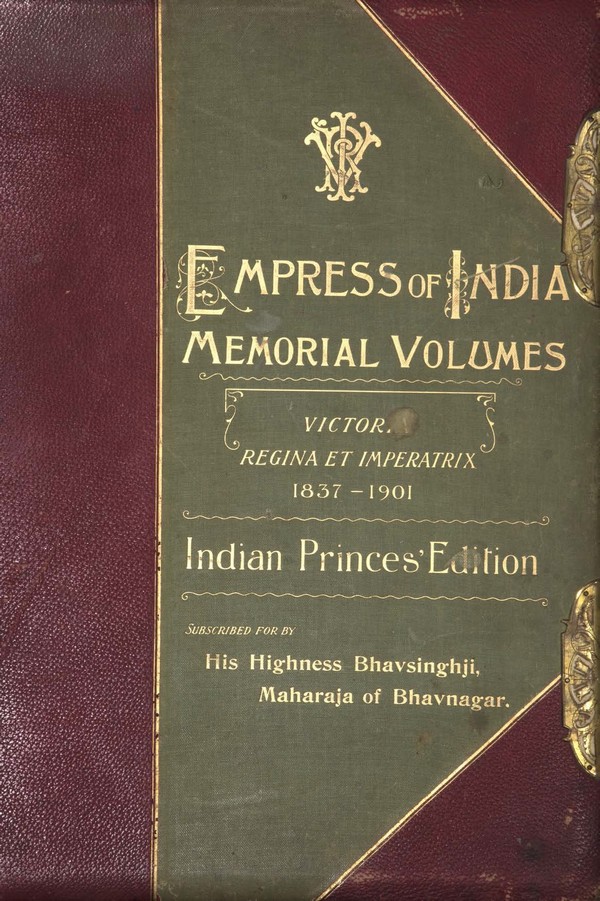 VRI
EMPRESS OF INDIA
MEMORIAL VOLUMES
REGINA ET IMPERATRIX
1837 – 1901
Indian Princes' Edition
SUBSCRIBED FOR BY
His Highness Bhavsinghji,
Maharaja of Bhavnagar.